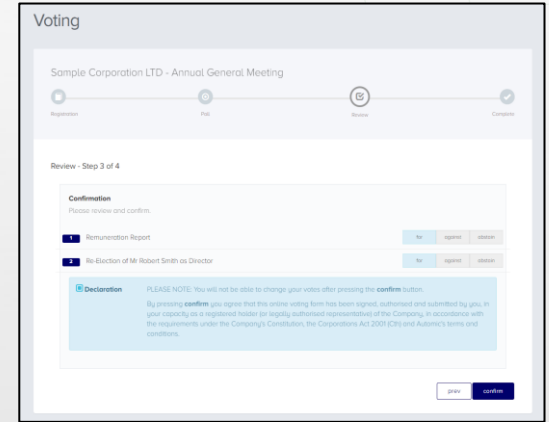 Voting
Sample Corporation LTD - Annual General Meeting
Registration Poll Review Complete
Review - Step 3 of 4
Confirmation
Please review and confirm.
1 Remuneration Report for against abstain
2 Re-Election of Mr Robert Smith as Director for against abstain
Declaration PLEASE NOTE: You will not be able to change your votes after pressing the confirm button.
By pressing confirm you agree that this online voting form has been signed, authorised and submitted by you, in
your capacity as a registered holder (or legally authorised representative) of the Company, in accordance with
the requirements under the Company's Constitution, the Corporations Act 2001 (Cth) and Automic's terms and
conditions.
prev confirm